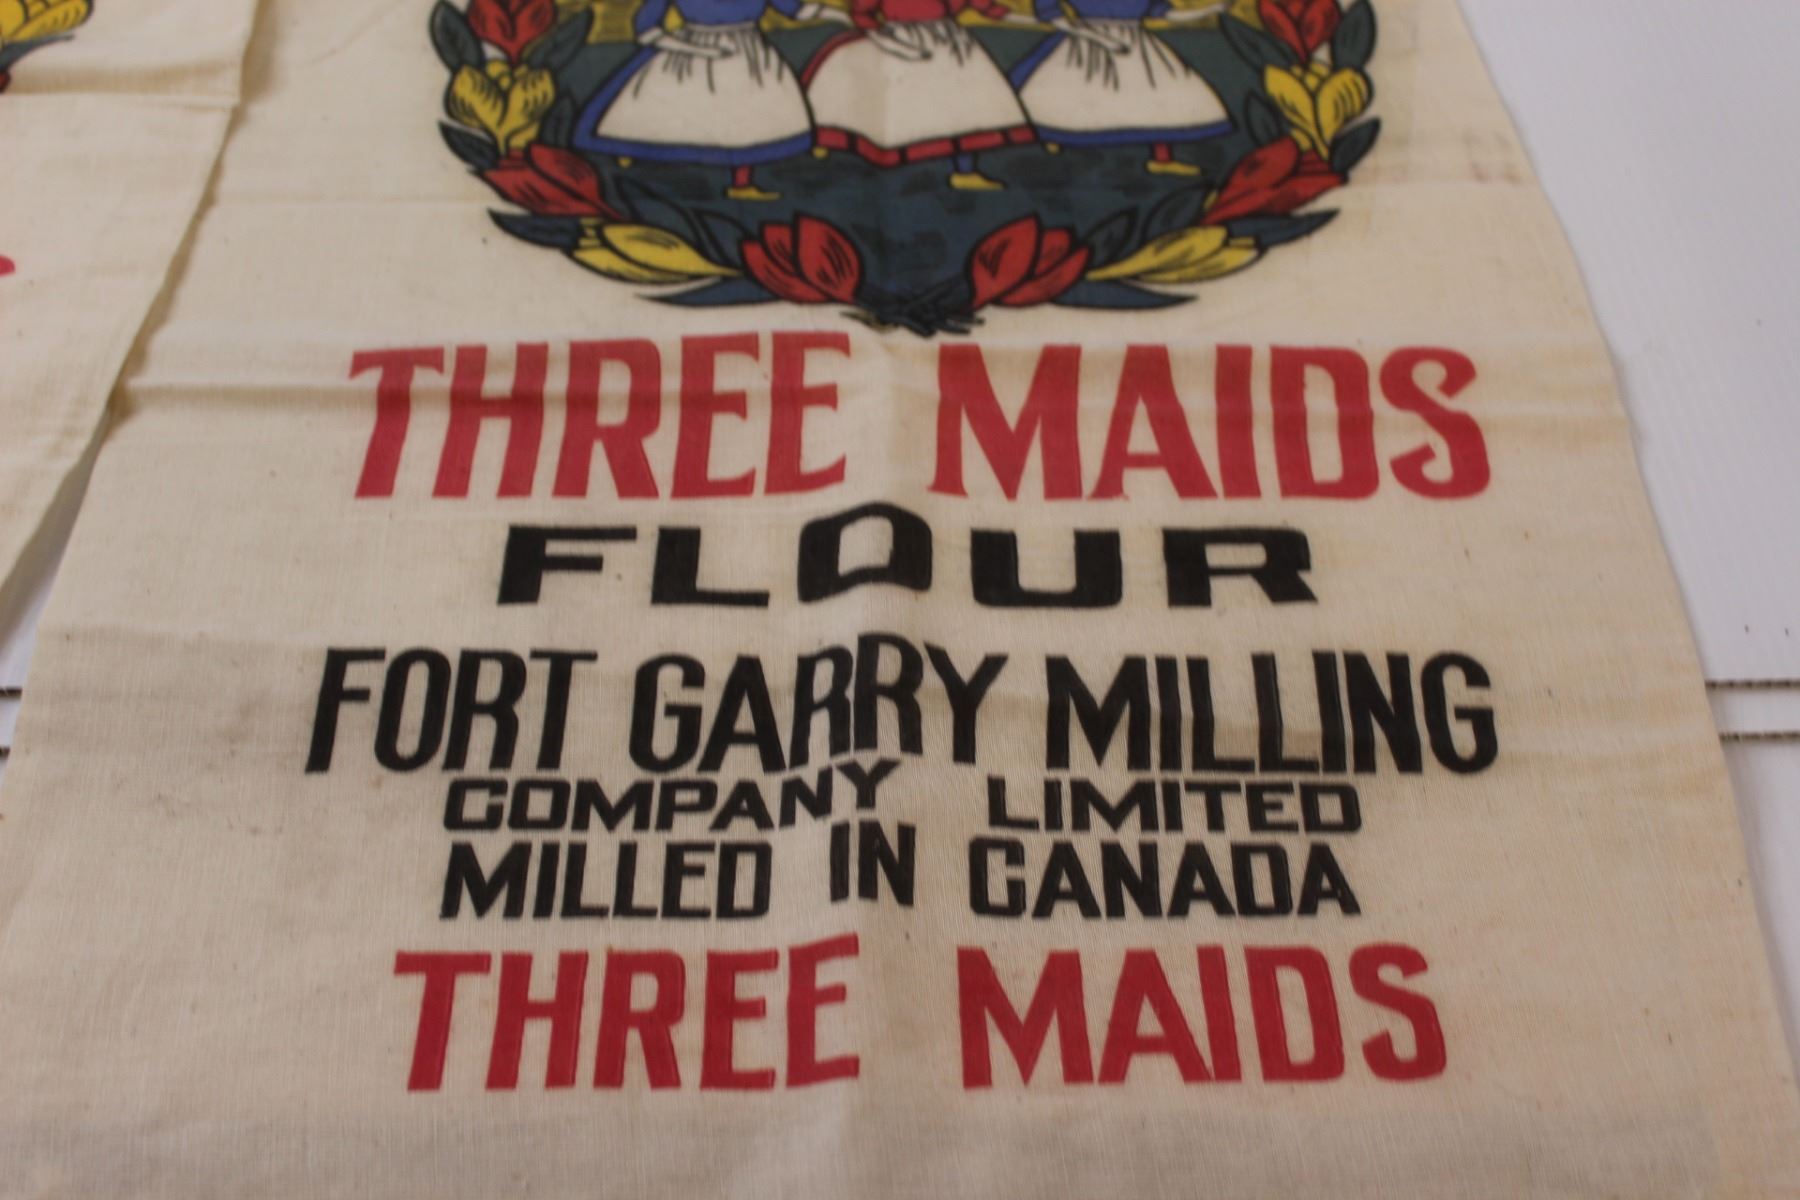 THREE MAIDS
FLOUR
FORT GARRY MILLING
COMPANY LIMITED
MILLED IN CANADA
THREE MAIDS